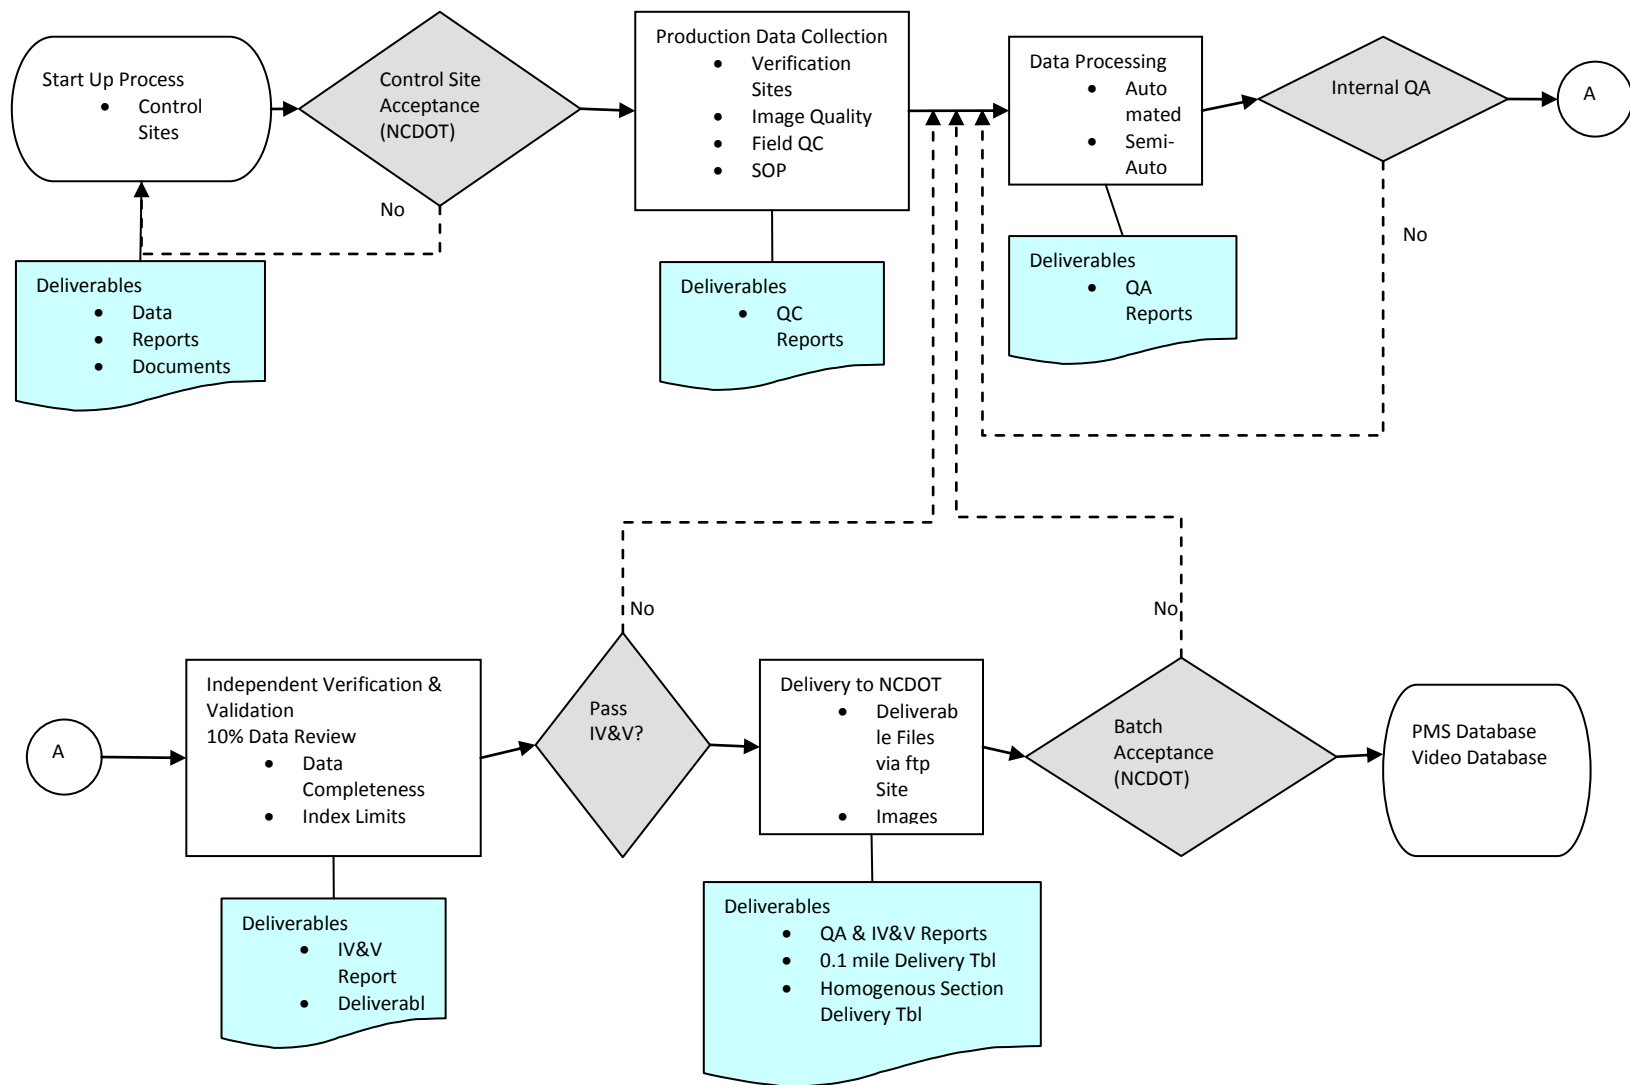 Start Up Process
• Control
Sites
Control Site
Acceptance
(NCDOT)
No
Production Data Collection
• Verification
Sites
• Image Quality
• Field QC
• SOP
Data Processing
• Auto
mated
• Semi-
Auto
Internal QA
A
No
Deliverables
• Data
• Reports
• Documents
Deliverables
• QC
Reports
Deliverables
• QA
Reports
No
No
A
Independent Verification &
Validation
10% Data Review
• Data
Completeness
• Index Limits
Pass
IV&V?
Delivery to NCDOT
• Deliverab
le Files
via ftp
Site
• Images
Batch
Acceptance
(NCDOT)
PMS Database
Video Database
Deliverables
• IV&V
Report
• Deliverabl
Deliverables
• QA & IV&V Reports
• 0.1 mile Delivery Tbl
• Homogenous Section
Delivery Tbl